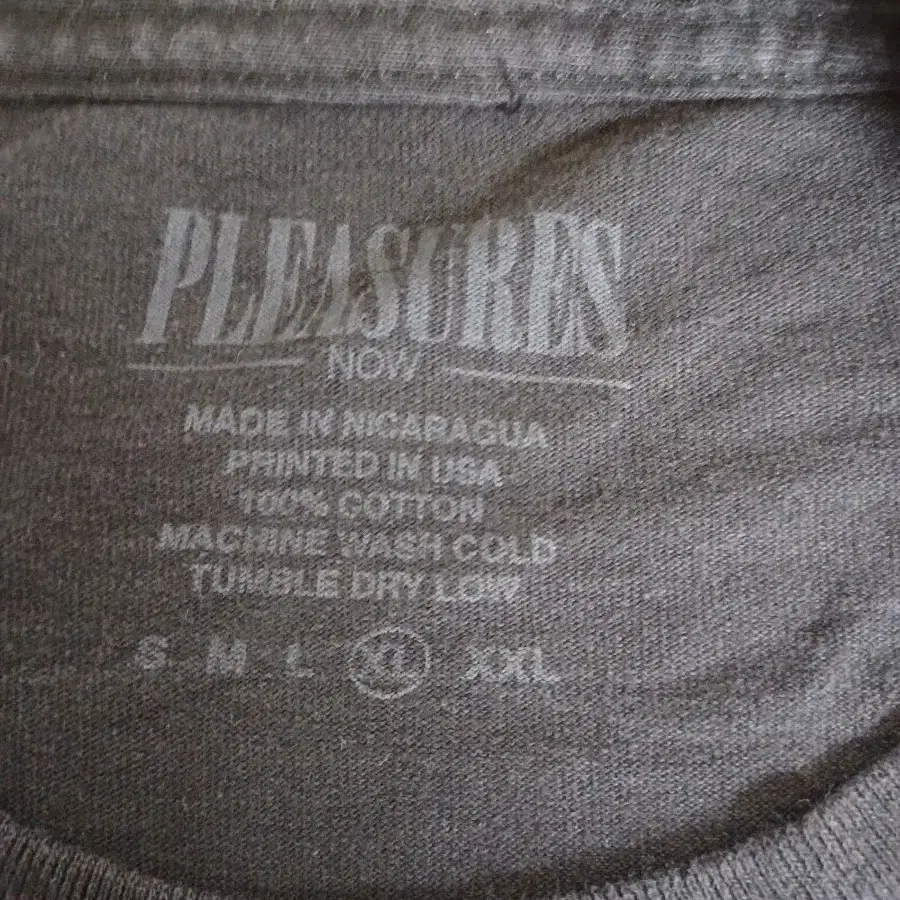 PLEASURES
NOW
MADE IN NICARAGUA
PRINTED IN USA
100% COTTON
MACHINE WASH COLD
TUMBLE DRY LOW
S M L XL XXL